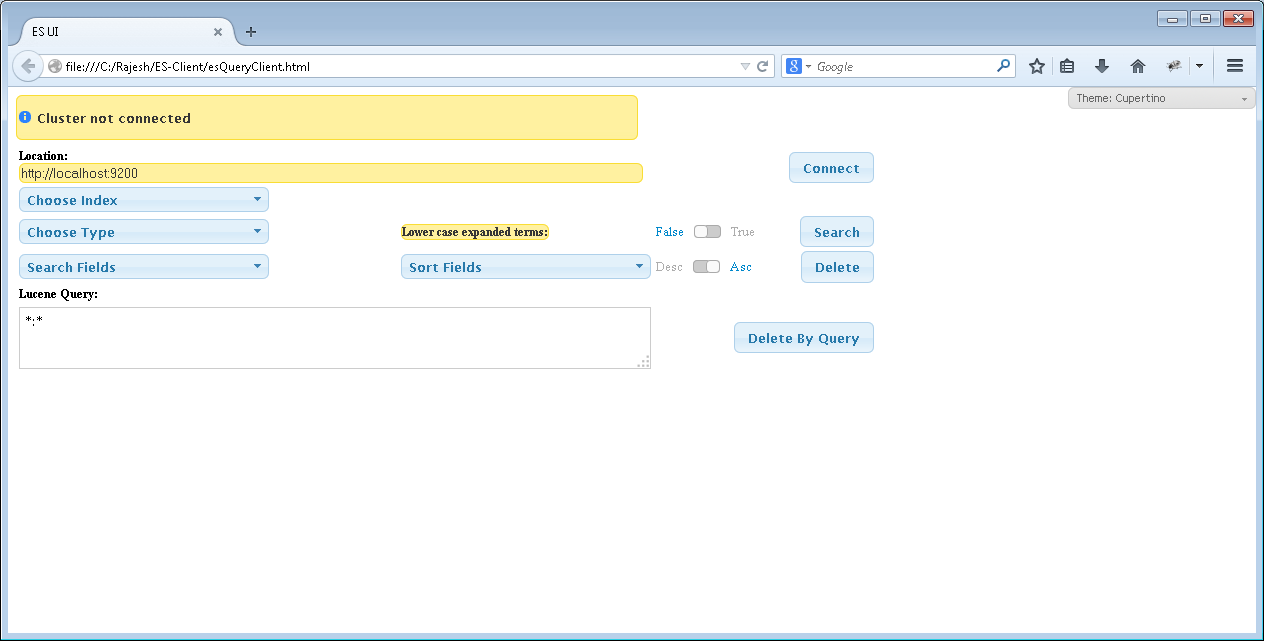 ES UI
file:///C:/Rajesh/ES-Client/esQueryClient.html
Google
Theme: Cupertino
Cluster not connected
Location:
http://localhost:9200
Connect
Choose Index
Choose Type
Lower case expanded terms:
False True
Search
Search Fields
Sort Fields
Desc Asc
Delete
Lucene Query:
*:*
Delete By Query